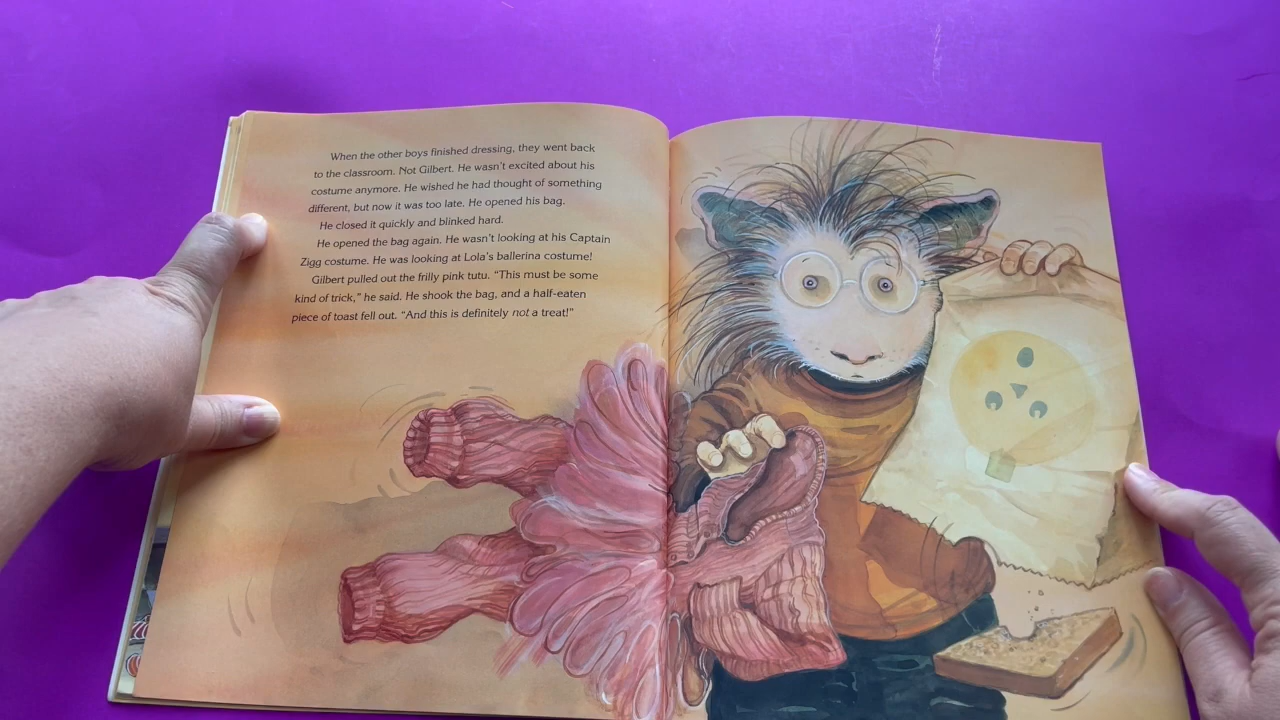 When the other boys finished dressing, they went back
to the classroom. Not Gilbert. He wasn't excited about his
costume anymore. He wished he had thought of something
different, but now it was too late. He opened his bag.
He closed it quickly and blinked hard.
He opened the bag again. He wasn't looking at his Captain
Zigg costume. He was looking at Lola's ballerina costume!
Gilbert pulled out the frilly pink tutu. “This must be some
kind of trick,” he said. He shook the bag, and a half-eaten
piece of toast fell out. “And this is definitely not a treat!”